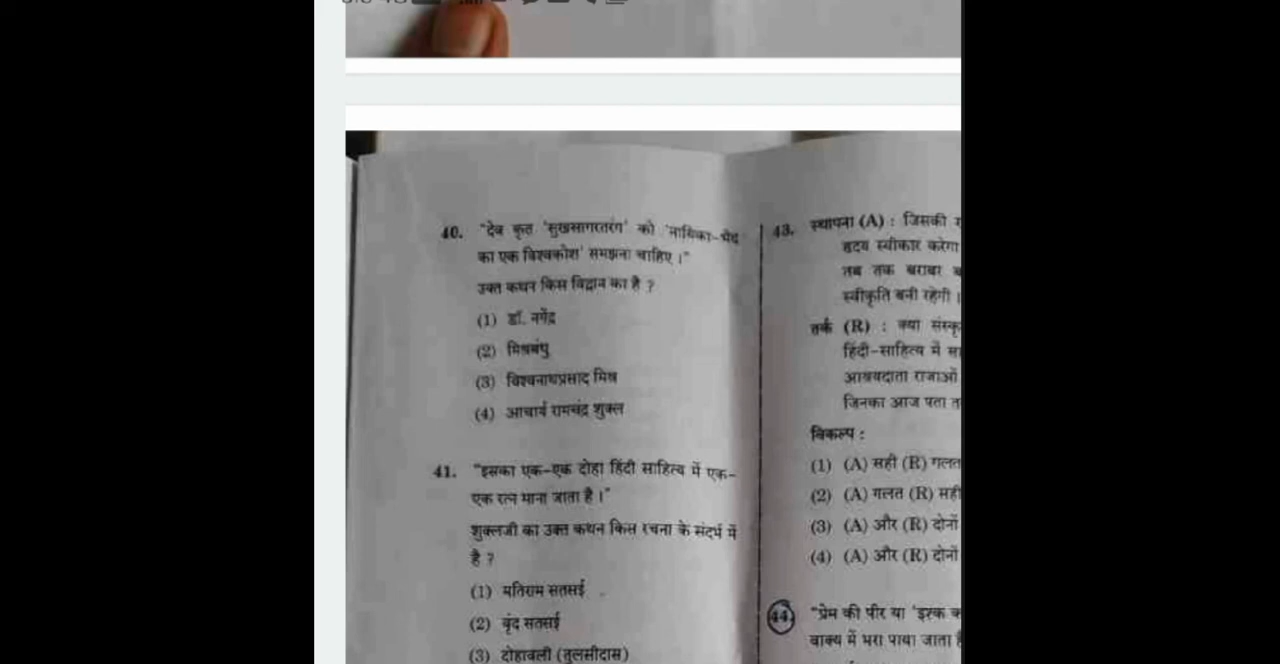 40. "देव कृत 'सुखसागरतरंग' को 'नायिका-भेद
का एक विश्वकोश' समझना चाहिए ।"
उक्त कथन किस विद्वान का है ?
(1) डॉ. नगेंद्र
(2) मिश्रबंधु
(3) विश्वनाथप्रसाद मिश्र
(4) आचार्य रामचंद्र शुक्ल
41. "इसका एक-एक दोहा हिंदी साहित्य में एक-
एक रत्न माना जाता है ।"
शुक्लजी का उक्त कथन किस रचना के संदर्भ में
है ?
(1) मतिराम सतसई
(2) वृंद सतसई
(3) दोहावली (तुलसीदास)
43. स्थापना (A) : जिसकी
हृदय स्वीकार करेगा
तब तक बराबर
स्वीकृति बनी रहेगी ।
तर्क (R) : क्या
हिंदी-साहित्य में
आश्रयदाता राजाओं
जिनका आज पता
विकल्प :
(1) (A) सही (R) गलत
(2) (A) गलत (R) सही
(3) (A) और (R) दोनों
(4) (A) और (R) दोनों
44. "प्रेम की पीर या 'इश्क
वाक्य में भरा पाया जाता